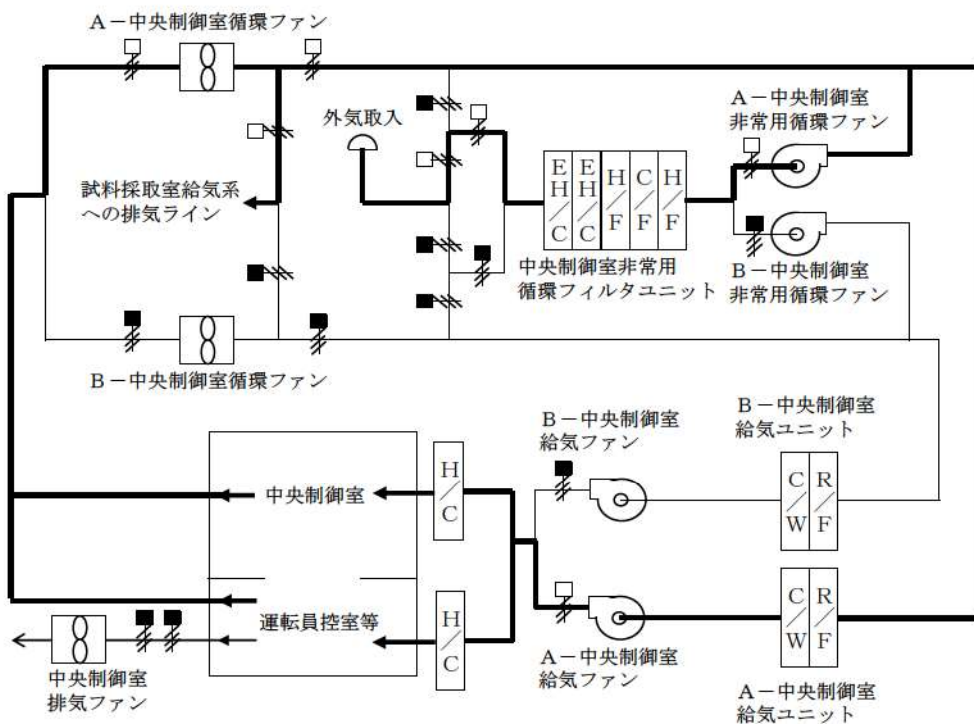 A－中央制御室循環ファン
外気取入
A－中央制御室
非常用循環ファン
試料採取室給気系
への排気ライン
E
H
/
C
E
H
/
C
H
/
F
C
/
F
H
/
F
中央制御室非常用
循環フィルタユニット
B－中央制御室
非常用循環ファン
B－中央制御室循環ファン
B－中央制御室
給気ファン
B－中央制御室
給気ユニット
中央制御室
H
/
C
C
/
W
R
/
F
運転員控室等
H
/
C
C
/
W
R
/
F
中央制御室
排気ファン
A－中央制御室
給気ファン
A－中央制御室
給気ユニット